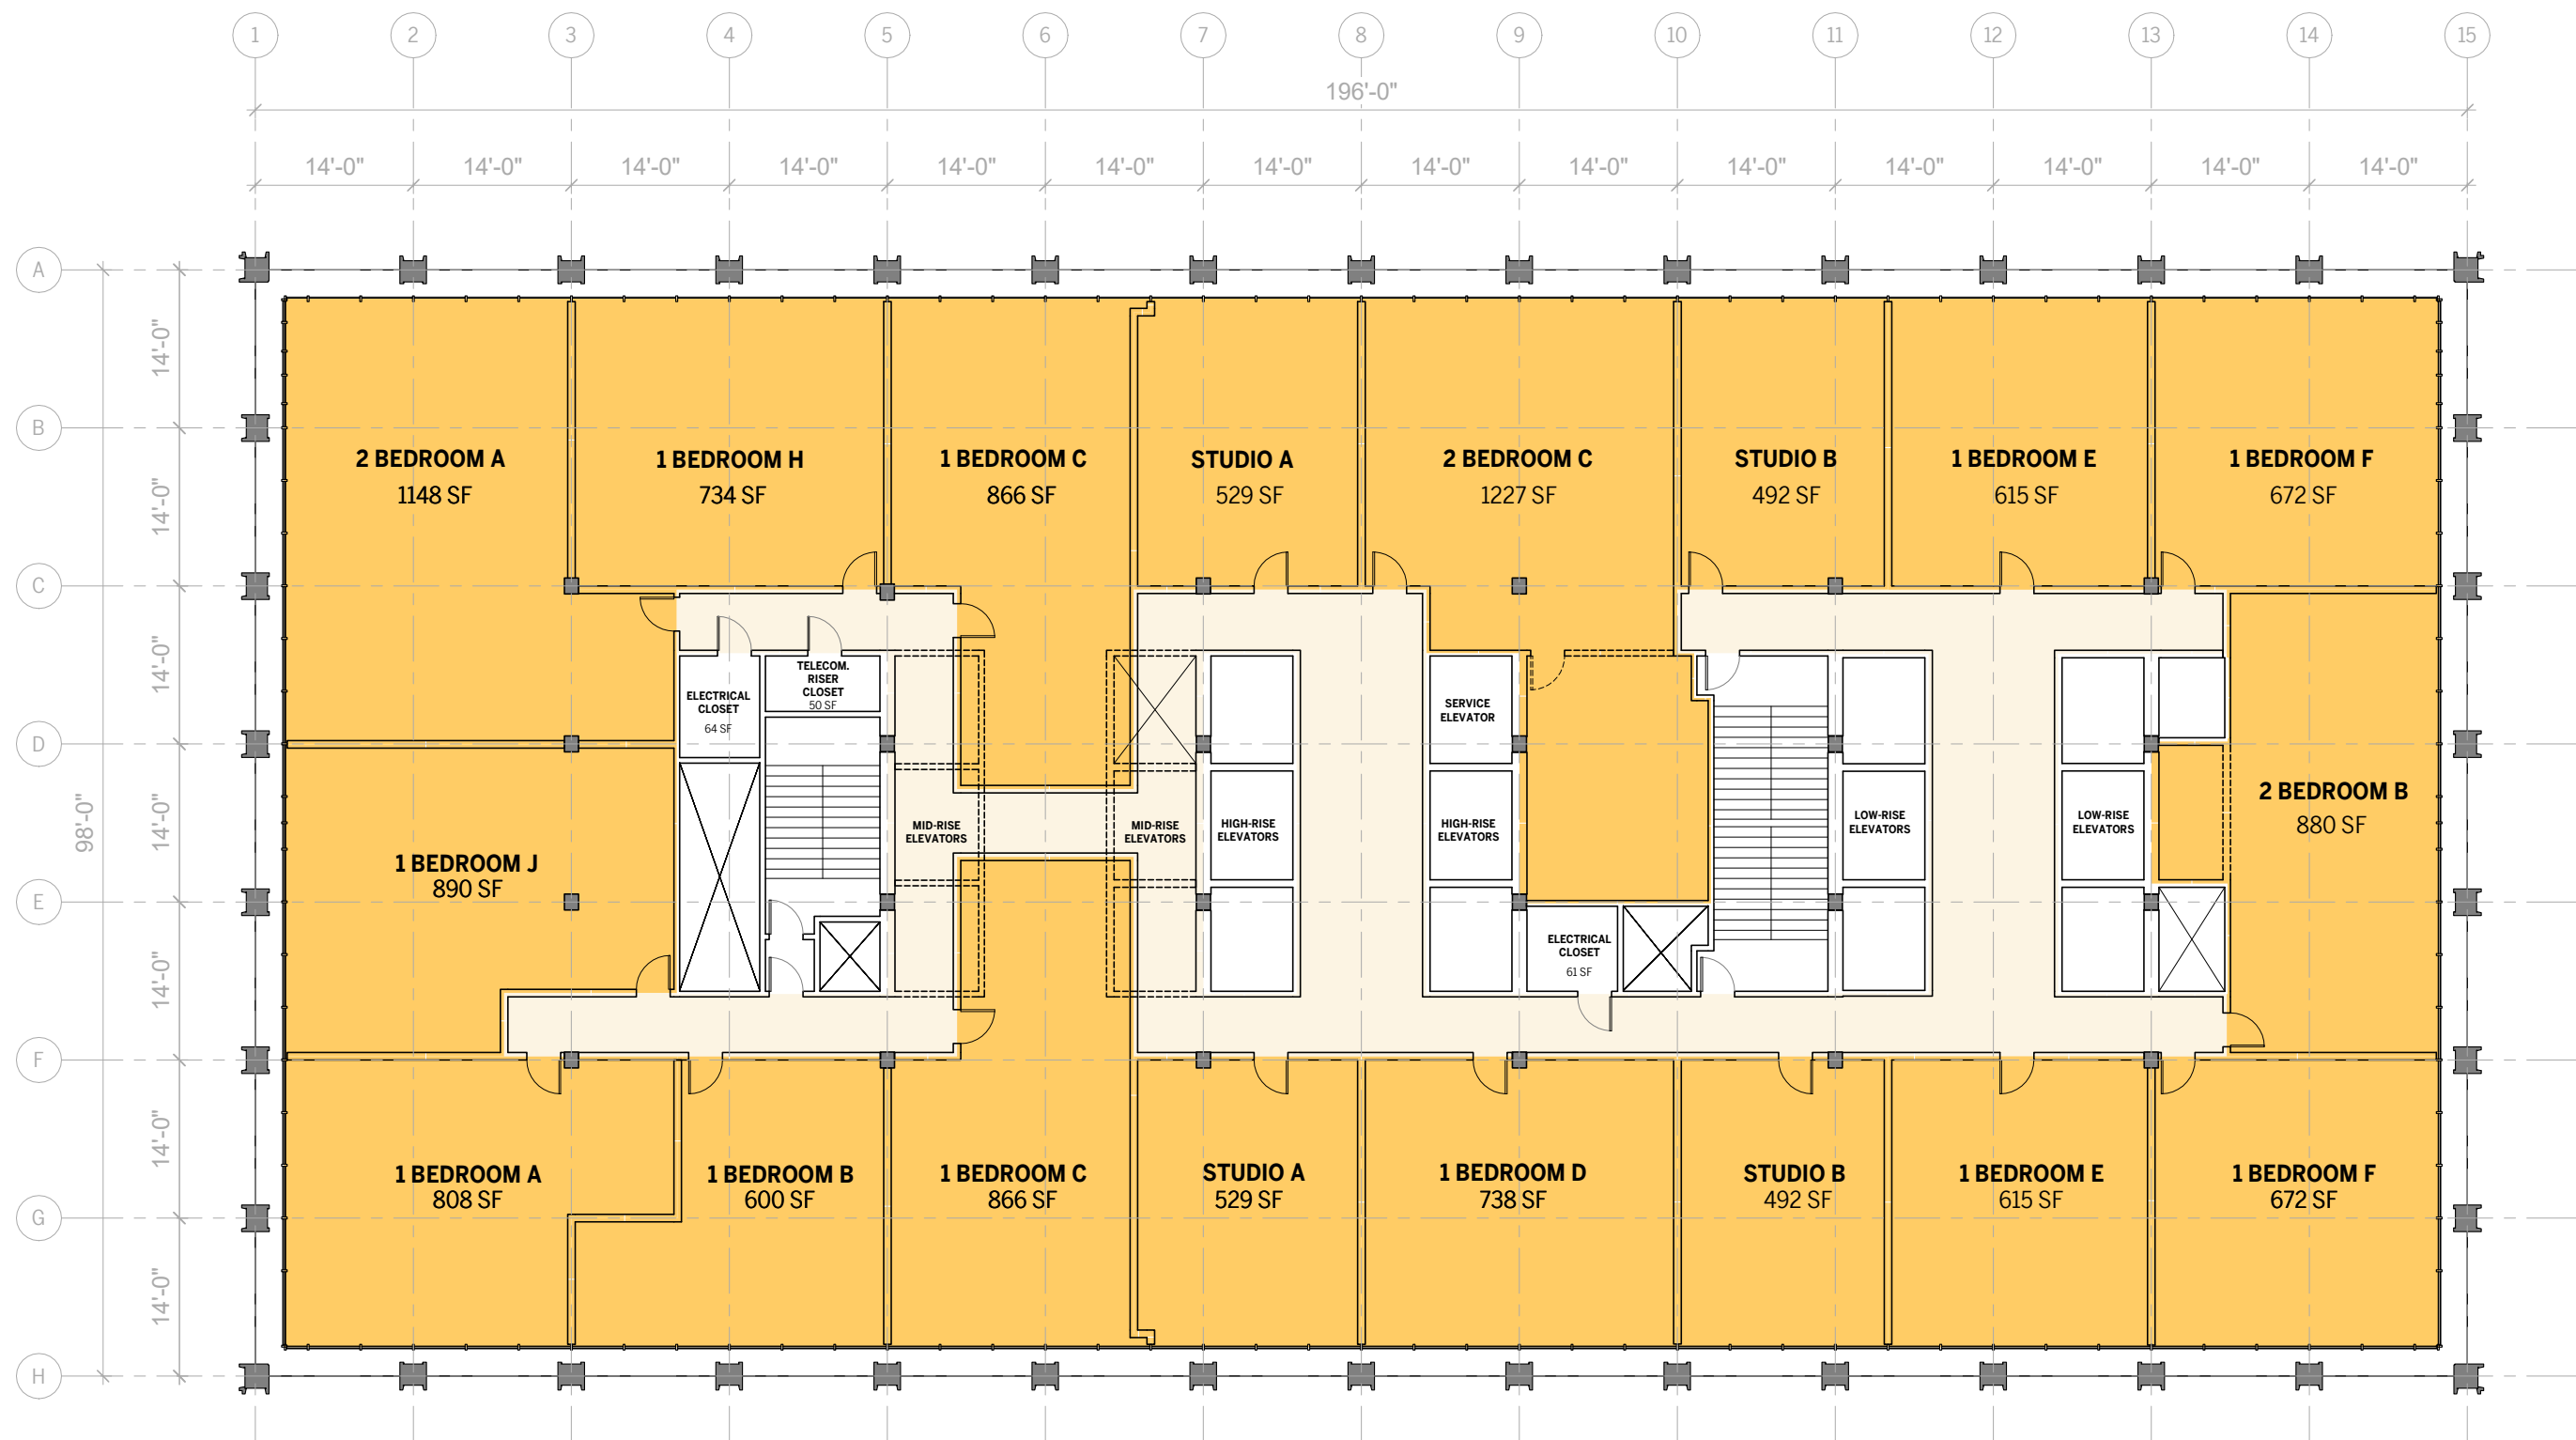 1 2 3 4 5 6 7 8 9 10 11 12 13 14 15
196'-0"
14'-0" 14'-0" 14'-0" 14'-0" 14'-0" 14'-0" 14'-0" 14'-0" 14'-0" 14'-0" 14'-0" 14'-0" 14'-0" 14'-0"
A
B
C
D
E
F
G
H
98'-0"
14'-0"
14'-0"
14'-0"
14'-0"
14'-0"
14'-0"
14'-0"
2 BEDROOM A
1148 SF
1 BEDROOM H
734 SF
1 BEDROOM C
866 SF
STUDIO A
529 SF
2 BEDROOM C
1227 SF
STUDIO B
492 SF
1 BEDROOM E
615 SF
1 BEDROOM F
672 SF
ELECTRICAL
CLOSET
64 SF
TELECOM.
RISER
CLOSET
50 SF
SERVICE
ELEVATOR
MID-RISE
ELEVATORS
MID-RISE
ELEVATORS
HIGH-RISE
ELEVATORS
HIGH-RISE
ELEVATORS
LOW-RISE
ELEVATORS
LOW-RISE
ELEVATORS
2 BEDROOM B
880 SF
1 BEDROOM J
890 SF
ELECTRICAL
CLOSET
61 SF
1 BEDROOM A
808 SF
1 BEDROOM B
600 SF
1 BEDROOM C
866 SF
STUDIO A
529 SF
1 BEDROOM D
738 SF
STUDIO B
492 SF
1 BEDROOM E
615 SF
1 BEDROOM F
672 SF